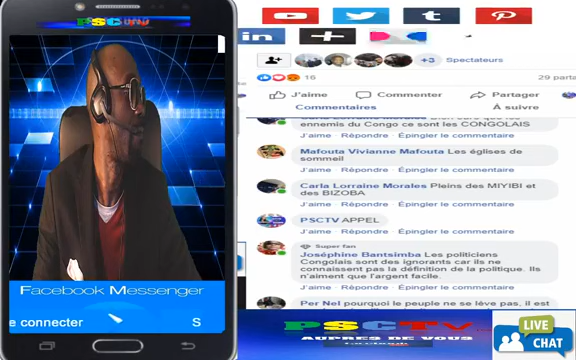 PSCTV
Facebook Messenger
e connecter
S
in
+3 Spectateurs
16
29 parta
J'aime
Commenter
Partager
Commentaires
À suivre
ennemis du Congo ce sont les CONGOLAIS
J'aime · Répondre · Épingler le commentaire
Mafouta Vivianne Mafouta Les églises de
sommeil
J'aime · Répondre · Épingler le commentaire
Carla Lorraine Morales Pleins des MIYIBI et
des BIZOBA
J'aime · Répondre · Épingler le commentaire
PSCTV APPEL
J'aime · Répondre · Épingler le commentaire
Super fan
Joséphine Bantsimba Les politiciens
Congolais sont des ignorants car ils ne
connaissent pas la définition de la politique. Ils
n'aiment que l'argent facile.
J'aime · Répondre · Épingler le commentaire
Per Nel pourquoi le peuple ne se lève pas, il est
PSCTV
AUPRES DE VOUS
LIVE
CHAT